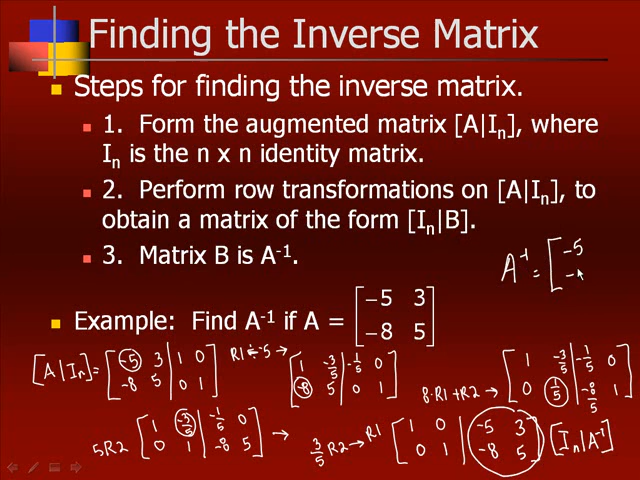 Finding the Inverse Matrix
Steps for finding the inverse matrix.
1. Form the augmented matrix [A|Iₙ], where
Iₙ is the n x n identity matrix.
2. Perform row transformations on [A|Iₙ], to
obtain a matrix of the form [Iₙ|B].
3. Matrix B is A⁻¹.
A⁻¹ = [ -5
-
Example: Find A⁻¹ if A = [ −5 3
−8 5 ]
[A|Iₙ] = [ -5 3 | 1 0
-8 5 | 0 1 ]
R1 ÷ -5 →
[ 1 -3/5 | -1/5 0
-8 5 | 0 1 ]
8·R1+R2 →
[ 1 -3/5 | -1/5 0
0 1/5 | -8/5 1 ]
5R2 [ 1 -3/5 | -1/5 0
0 1 | -8 5 ] →
3/5 R2 → R1 [ 1 0 | -5 3
0 1 | -8 5 ] [Iₙ|A⁻¹]